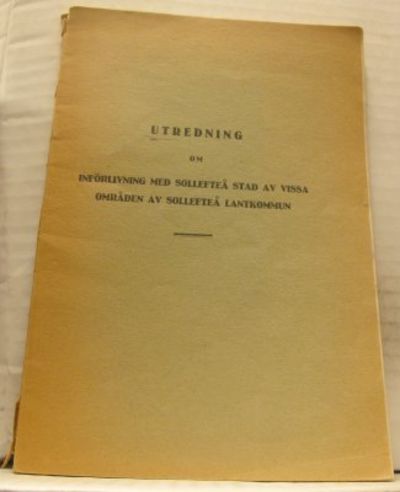 UTREDNING
OM
INFÖRLIVNING MED SOLLEFTEÅ STAD AV VISSA
OMRÅDEN AV SOLLEFTEÅ LANTKOMMUN